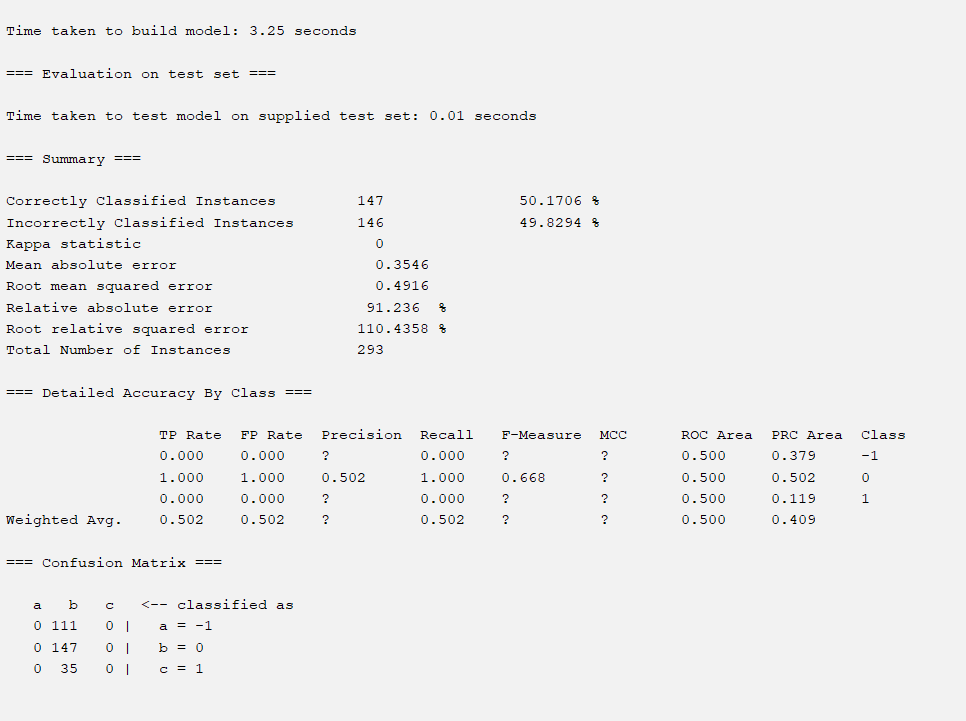 Time taken to build model: 3.25 seconds
=== Evaluation on test set ===
Time taken to test model on supplied test set: 0.01 seconds
=== Summary ===
Correctly Classified Instances         147               50.1706 %
Incorrectly Classified Instances       146               49.8294 %
Kappa statistic                          0
Mean absolute error                      0.3546
Root mean squared error                  0.4916
Relative absolute error                 91.236  %
Root relative squared error            110.4358 %
Total Number of Instances              293
=== Detailed Accuracy By Class ===
                 TP Rate  FP Rate  Precision  Recall   F-Measure  MCC      ROC Area  PRC Area  Class
                 0.000    0.000    ?          0.000    ?          ?        0.500     0.379     -1
                 1.000    1.000    0.502      1.000    0.668      ?        0.500     0.502     0
                 0.000    0.000    ?          0.000    ?          ?        0.500     0.119     1
Weighted Avg.    0.502    0.502    ?          0.502    ?          ?        0.500     0.409
=== Confusion Matrix ===
   a   b   c   <-- classified as
   0 111   0 |   a = -1
   0 147   0 |   b = 0
   0  35   0 |   c = 1